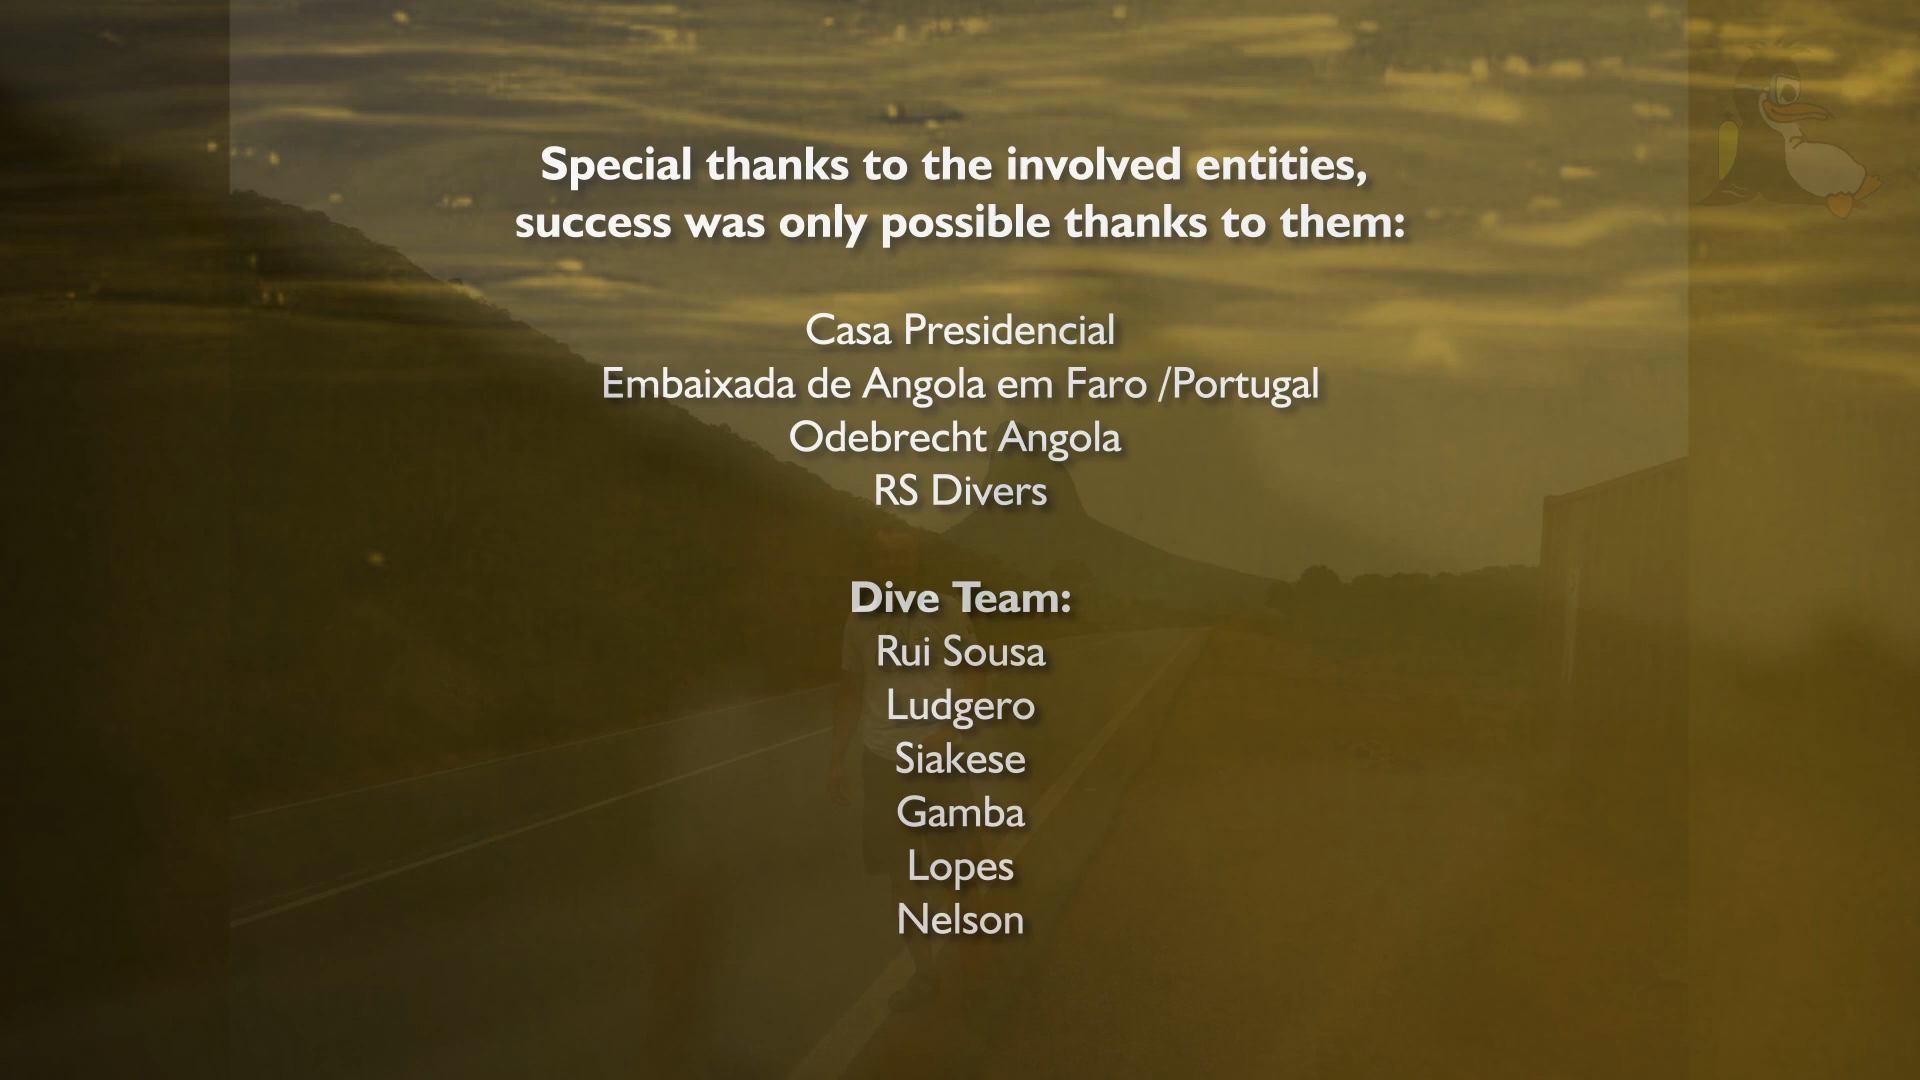 Special thanks to the involved entities,
success was only possible thanks to them:
Casa Presidencial
Embaixada de Angola em Faro /Portugal
Odebrecht Angola
RS Divers
Dive Team:
Rui Sousa
Ludgero
Siakese
Gamba
Lopes
Nelson